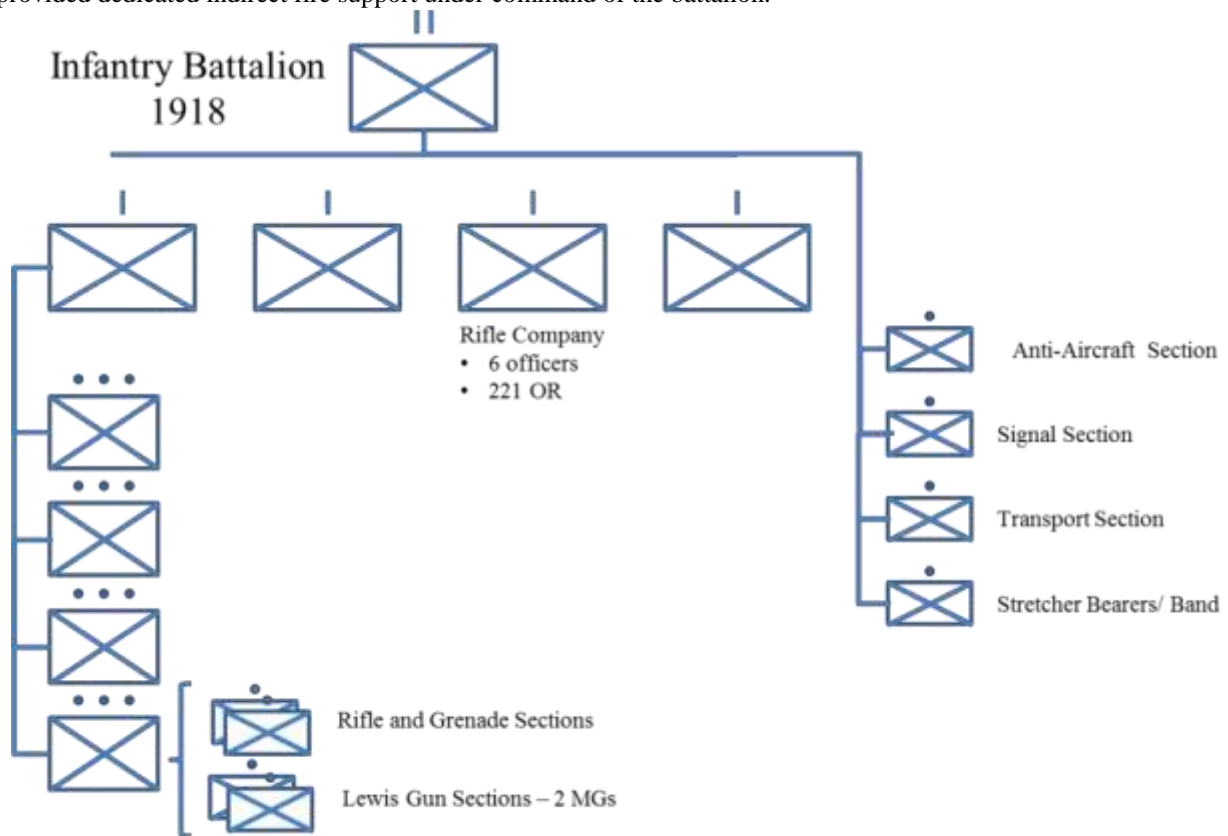 provided dedicated indirect fire support under command of the battalion.
Infantry Battalion
1918
Rifle Company
• 6 officers
• 221 OR
Anti-Aircraft Section
Signal Section
Transport Section
Stretcher Bearers/ Band
Rifle and Grenade Sections
Lewis Gun Sections – 2 MGs